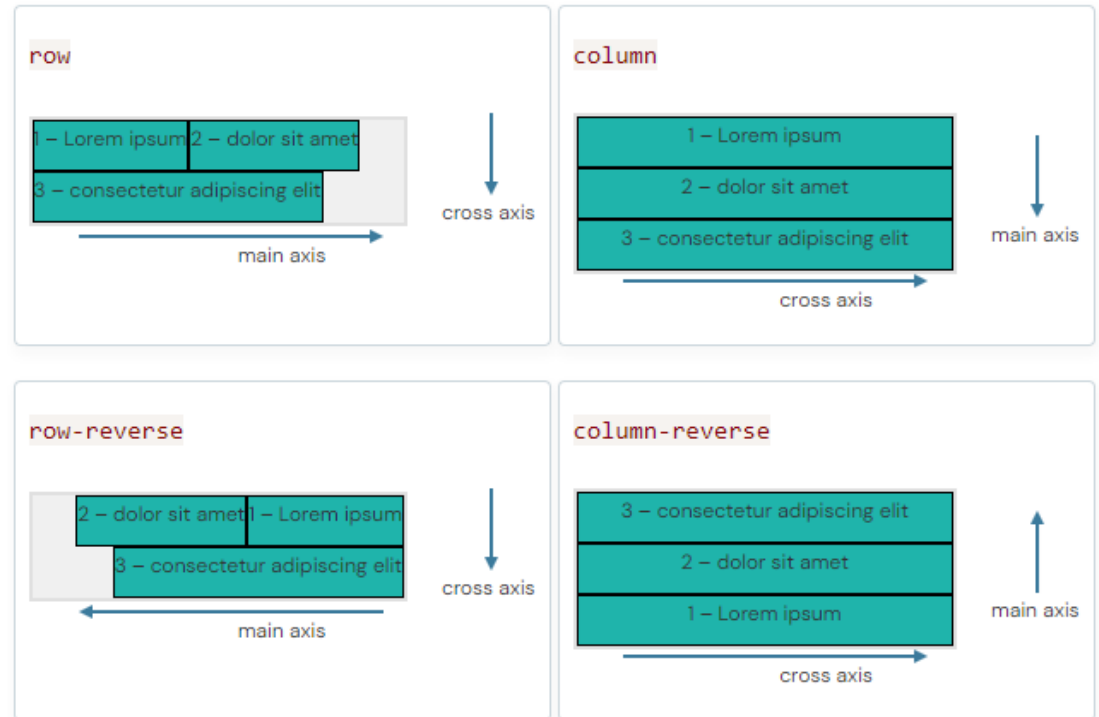 row
1 – Lorem ipsum 2 – dolor sit amet
3 – consectetur adipiscing elit
cross axis
main axis
column
1 – Lorem ipsum
2 – dolor sit amet
3 – consectetur adipiscing elit
main axis
cross axis
row-reverse
2 – dolor sit amet 1 – Lorem ipsum
3 – consectetur adipiscing elit
cross axis
main axis
column-reverse
3 – consectetur adipiscing elit
2 – dolor sit amet
1 – Lorem ipsum
main axis
cross axis